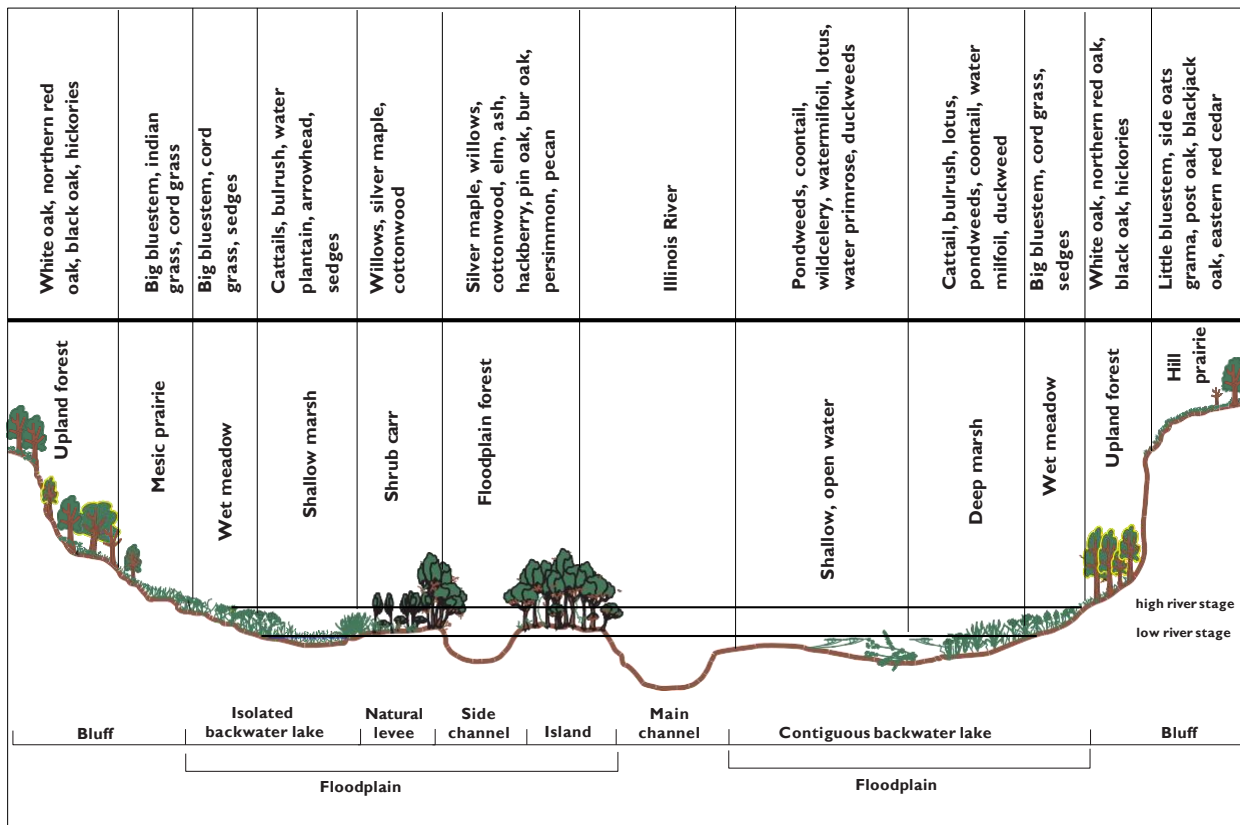 White oak, northern red
oak, black oak, hickories
Big bluestem, indian
grass, cord grass
Big bluestem, cord
grass, sedges
Cattails, bulrush, water
plantain, arrowhead,
sedges
Willows, silver maple,
cottonwood
Silver maple, willows,
cottonwood, elm, ash,
hackberry, pin oak, bur oak,
persimmon, pecan
Illinois River
Pondweeds, coontail,
wildcelery, watermilfoil, lotus,
water primrose, duckweeds
Cattail, bulrush, lotus,
pondweeds, coontail, water
milfoil, duckweed
Big bluestem, cord grass,
sedges
White oak, northern red oak,
black oak, hickories
Little bluestem, side oats
grama, post oak, blackjack
oak, eastern red cedar
Upland forest
Mesic prairie
Wet meadow
Shallow marsh
Shrub carr
Floodplain forest
Shallow, open water
Deep marsh
Wet meadow
Upland forest
Hill
prairie
high river stage
low river stage
Bluff
Isolated
backwater lake
Natural
levee
Side
channel
Island
Main
channel
Contiguous backwater lake
Bluff
Floodplain
Floodplain